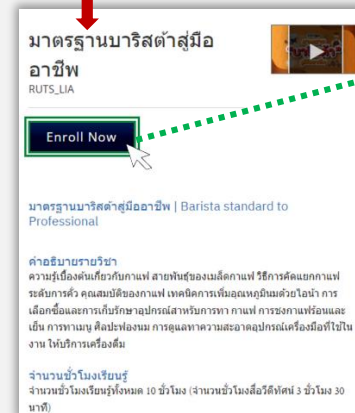 มาตรฐานบาริสต้าสู่มือ
อาชีพ
RUTS_LIA
Enroll Now
มาตรฐานบาริสต้าสู่มืออาชีพ | Barista standard to
Professional
คำอธิบายรายวิชา
ความรู้เบื้องต้นเกี่ยวกับกาแฟ สายพันธุ์ของเมล็ดกาแฟ วิธีการคัดแยกกาแฟ
ระดับการคั่ว คุณสมบัติของกาแฟ เทคนิคการเพิ่มอุณหภูมินมด้วยไอน้ำ การ
เลือกซื้อและการเก็บรักษาอุปกรณ์สาหรับการทา กาแฟ การชงกาแฟร้อนและ
เย็น การทาเมนู ศิลปะฟองนม การดูแลทาความสะอาดอุปกรณ์เครื่องมือที่ใช้ใน
งาน ให้บริการเครื่องดื่ม
จำนวนชั่วโมงเรียนรู้
จำนวนชั่วโมงเรียนรู้ทั้งหมด 10 ชั่วโมง (จำนวนชั่วโมงสื่อวีดิทัศน์ 3 ชั่วโมง 30
นาที)